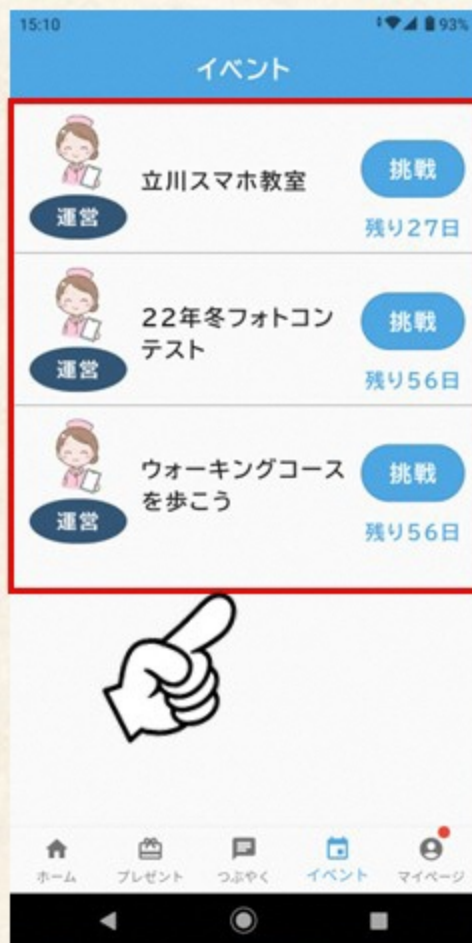 15:10
93%
イベント
立川スマホ教室
挑戦
運営
残り27日
22年冬フォトコン
テスト
挑戦
運営
残り56日
ウォーキングコース
を歩こう
挑戦
運営
残り56日
ホーム
プレゼント
つぶやく
イベント
マイページ